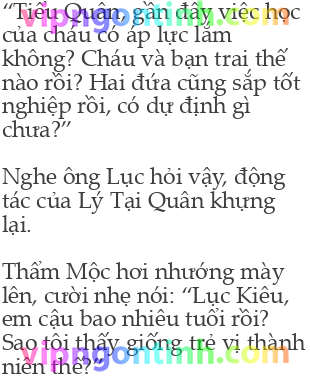 “Tiểu Quân, gần đây việc học
của cháu có áp lực lắm
không? Cháu và bạn trai thế
nào rồi? Hai đứa cũng sắp tốt
nghiệp rồi, có dự định gì
chưa?”
Nghe ông Lục hỏi vậy, động
tác của Lý Tại Quân khựng
lại.
Thẩm Mộc hơi nhướng mày
lên, cười nhẹ nói: “Lục Kiêu,
em cậu bao nhiêu tuổi rồi?
Sao tôi thấy giống trẻ vị thành
niên thế?”
vipngontinh.com
vipngontinh.com